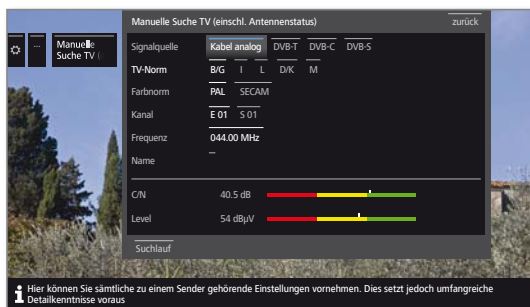 Manuelle Suche TV (einschl. Antennenstatus) zurück
...
Manuelle
Suche TV (
Signalquelle Kabel analog DVB-T DVB-C DVB-S
TV-Norm B/G I L D/K M
Farbnorm PAL SECAM
Kanal E 01 S 01
Frequenz 044.00 MHz
Name –
C/N 40.5 dB
Level 54 dBµV
Suchlauf
Hier können Sie sämtliche zu einem Sender gehörende Einstellungen vornehmen. Dies setzt jedoch umfangreiche
Detailkenntnisse voraus